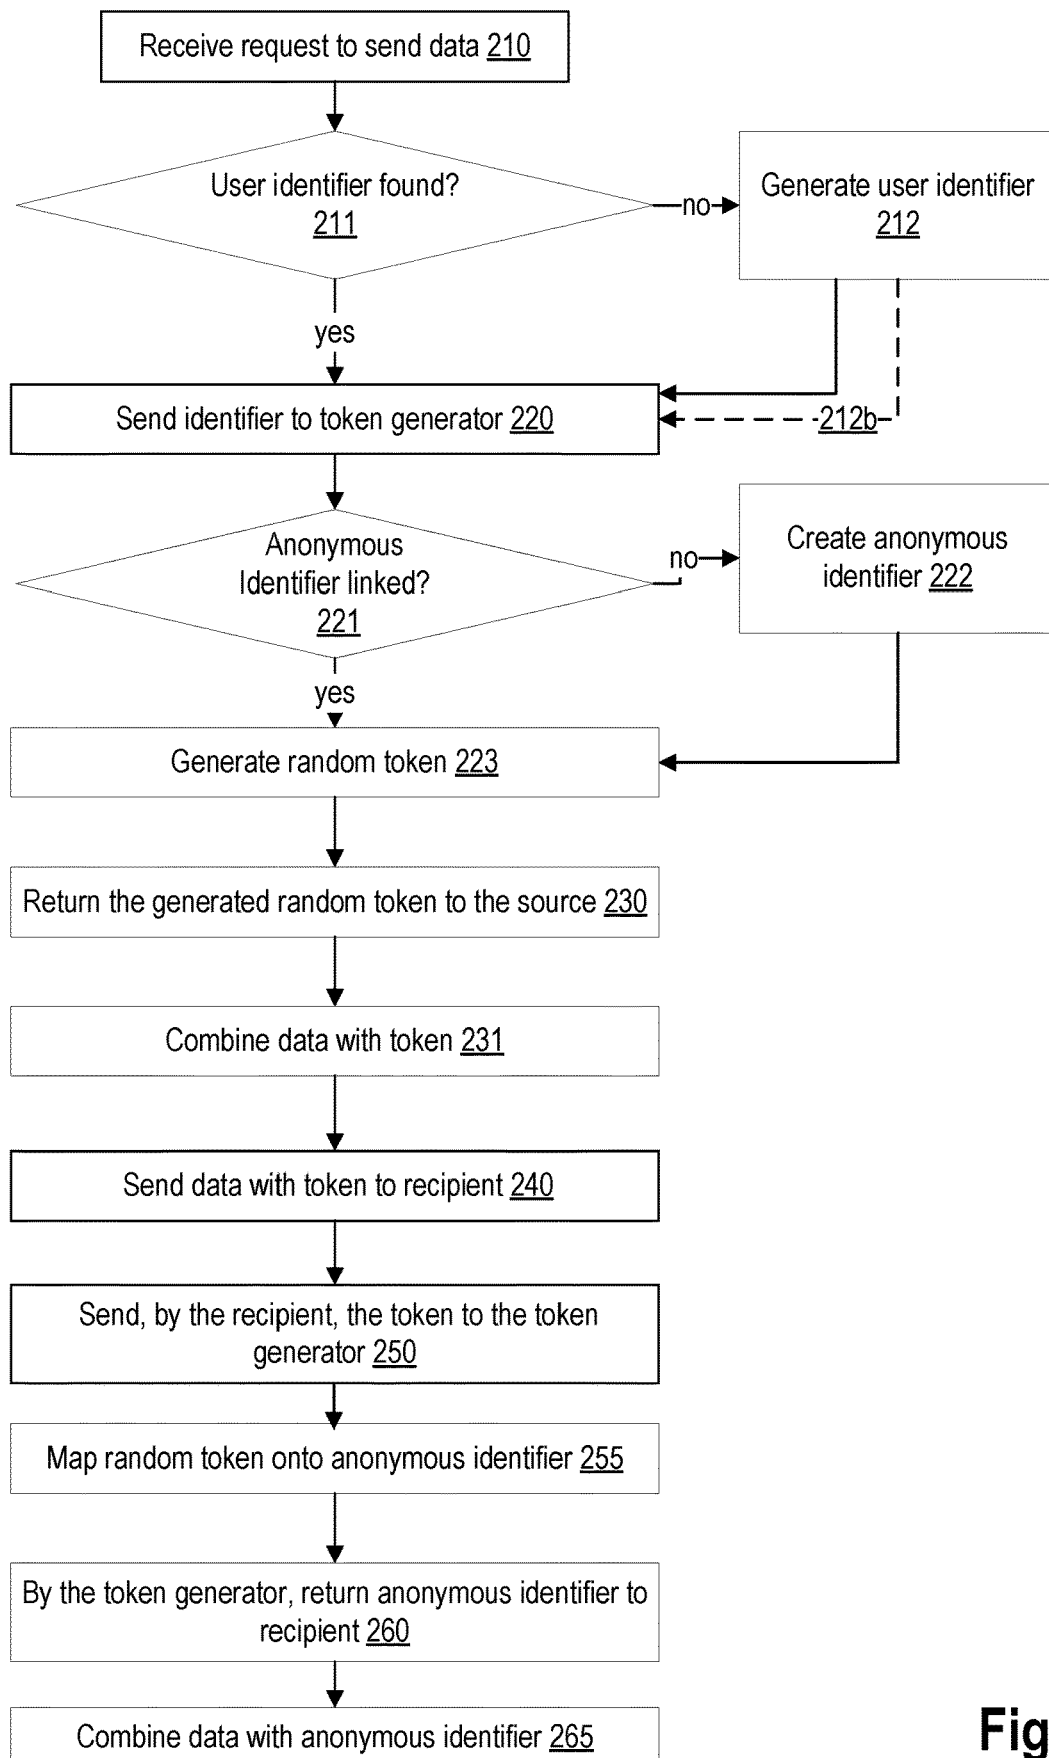 Receive request to send data 210
User identifier found?
211
no
Generate user identifier
212
yes
Send identifier to token generator 220
212b
Anonymous
Identifier linked?
221
no
Create anonymous
identifier 222
yes
Generate random token 223
Return the generated random token to the source 230
Combine data with token 231
Send data with token to recipient 240
Send, by the recipient, the token to the token
generator 250
Map random token onto anonymous identifier 255
By the token generator, return anonymous identifier to
recipient 260
Combine data with anonymous identifier 265
Fig